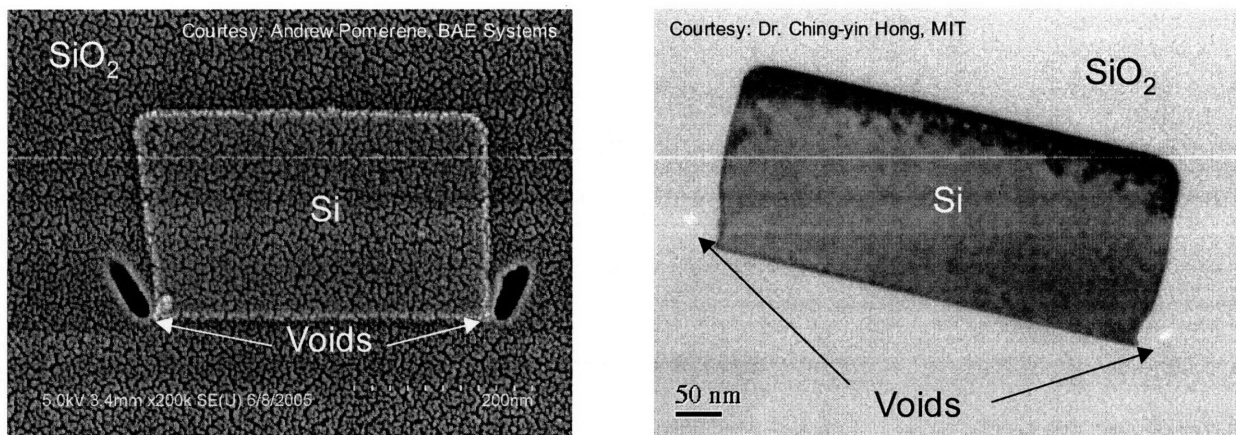 Courtesy: Andrew Pomerene, BAE Systems
SiO2
Si
Voids
5.0kV 3.4mm x200k SE(U) 6/8/2005 200nm
Courtesy: Dr. Ching-yin Hong, MIT
SiO2
Si
50 nm
Voids